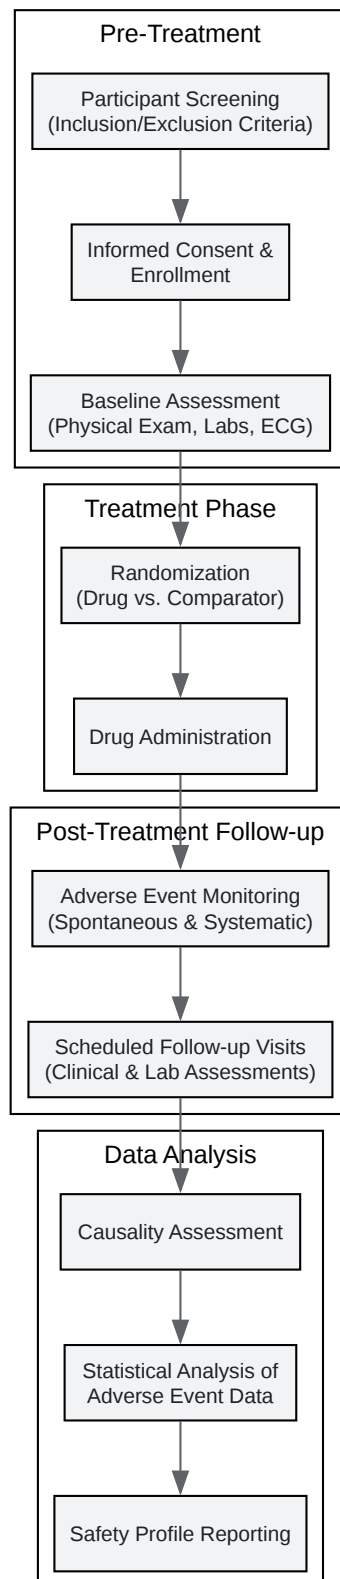 Pre-Treatment
Participant Screening
(Inclusion/Exclusion Criteria)
Informed Consent &
Enrollment
Baseline Assessment
(Physical Exam, Labs, ECG)
Treatment Phase
Randomization
(Drug vs. Comparator)
Drug Administration
Post-Treatment Follow-up
Adverse Event Monitoring
(Spontaneous & Systematic)
Scheduled Follow-up Visits
(Clinical & Lab Assessments)
Data Analysis
Causality Assessment
Statistical Analysis of
Adverse Event Data
Safety Profile Reporting